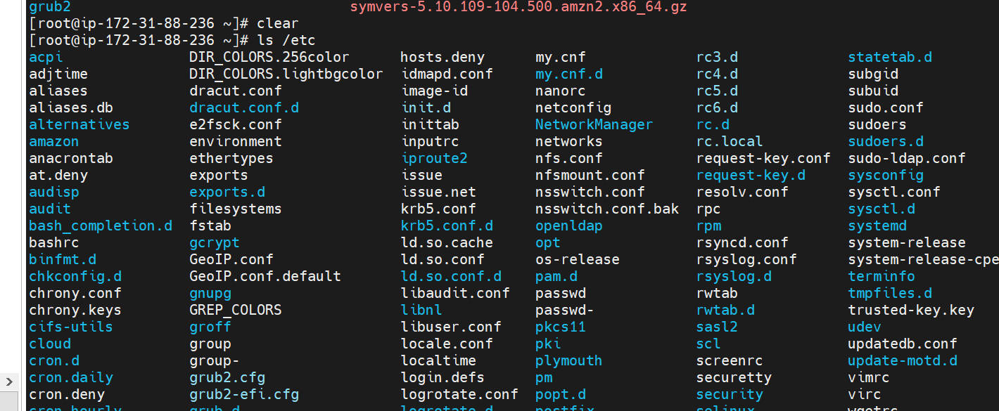 grub2 symvers-5.10.109-104.500.amzn2.x86_64.gz
[root@ip-172-31-88-236 ~]# clear
[root@ip-172-31-88-236 ~]# ls /etc
acpi DIR_COLORS.256color hosts.deny my.cnf rc3.d statetab.d
adjtime DIR_COLORS.lightbgcolor idmapd.conf my.cnf.d rc4.d subgid
aliases dracut.conf image-id nanorc rc5.d subuid
aliases.db dracut.conf.d init.d netconfig rc6.d sudo.conf
alternatives e2fsck.conf inittab NetworkManager rc.d sudoers
amazon environment inputrc networks rc.local sudoers.d
anacrontab ethertypes iproute2 nfs.conf request-key.conf sudo-ldap.conf
at.deny exports issue nfsmount.conf request-key.d sysconfig
audisp exports.d issue.net nsswitch.conf resolv.conf sysctl.conf
audit filesystems krb5.conf nsswitch.conf.bak rpc sysctl.d
bash_completion.d fstab krb5.conf.d openldap rpm systemd
bashrc gcrypt ld.so.cache opt rsyncd.conf system-release
binfmt.d GeoIP.conf ld.so.conf os-release rsyslog.conf system-release-cpe
chkconfig.d GeoIP.conf.default ld.so.conf.d pam.d rsyslog.d terminfo
chrony.conf gnupg libaudit.conf passwd rwtab tmpfiles.d
chrony.keys GREP_COLORS libnl passwd- rwtab.d trusted-key.key
cifs-utils groff libuser.conf pkcs11 sasl2 udev
cloud group locale.conf pki scl updatedb.conf
cron.d group- localtime plymouth screenrc update-motd.d
cron.daily grub2.cfg login.defs pm securetty vimrc
cron.deny grub2-efi.cfg logrotate.conf popt.d security virc
cron.hourly grub.d logrotate.d postfix selinux wgetrc